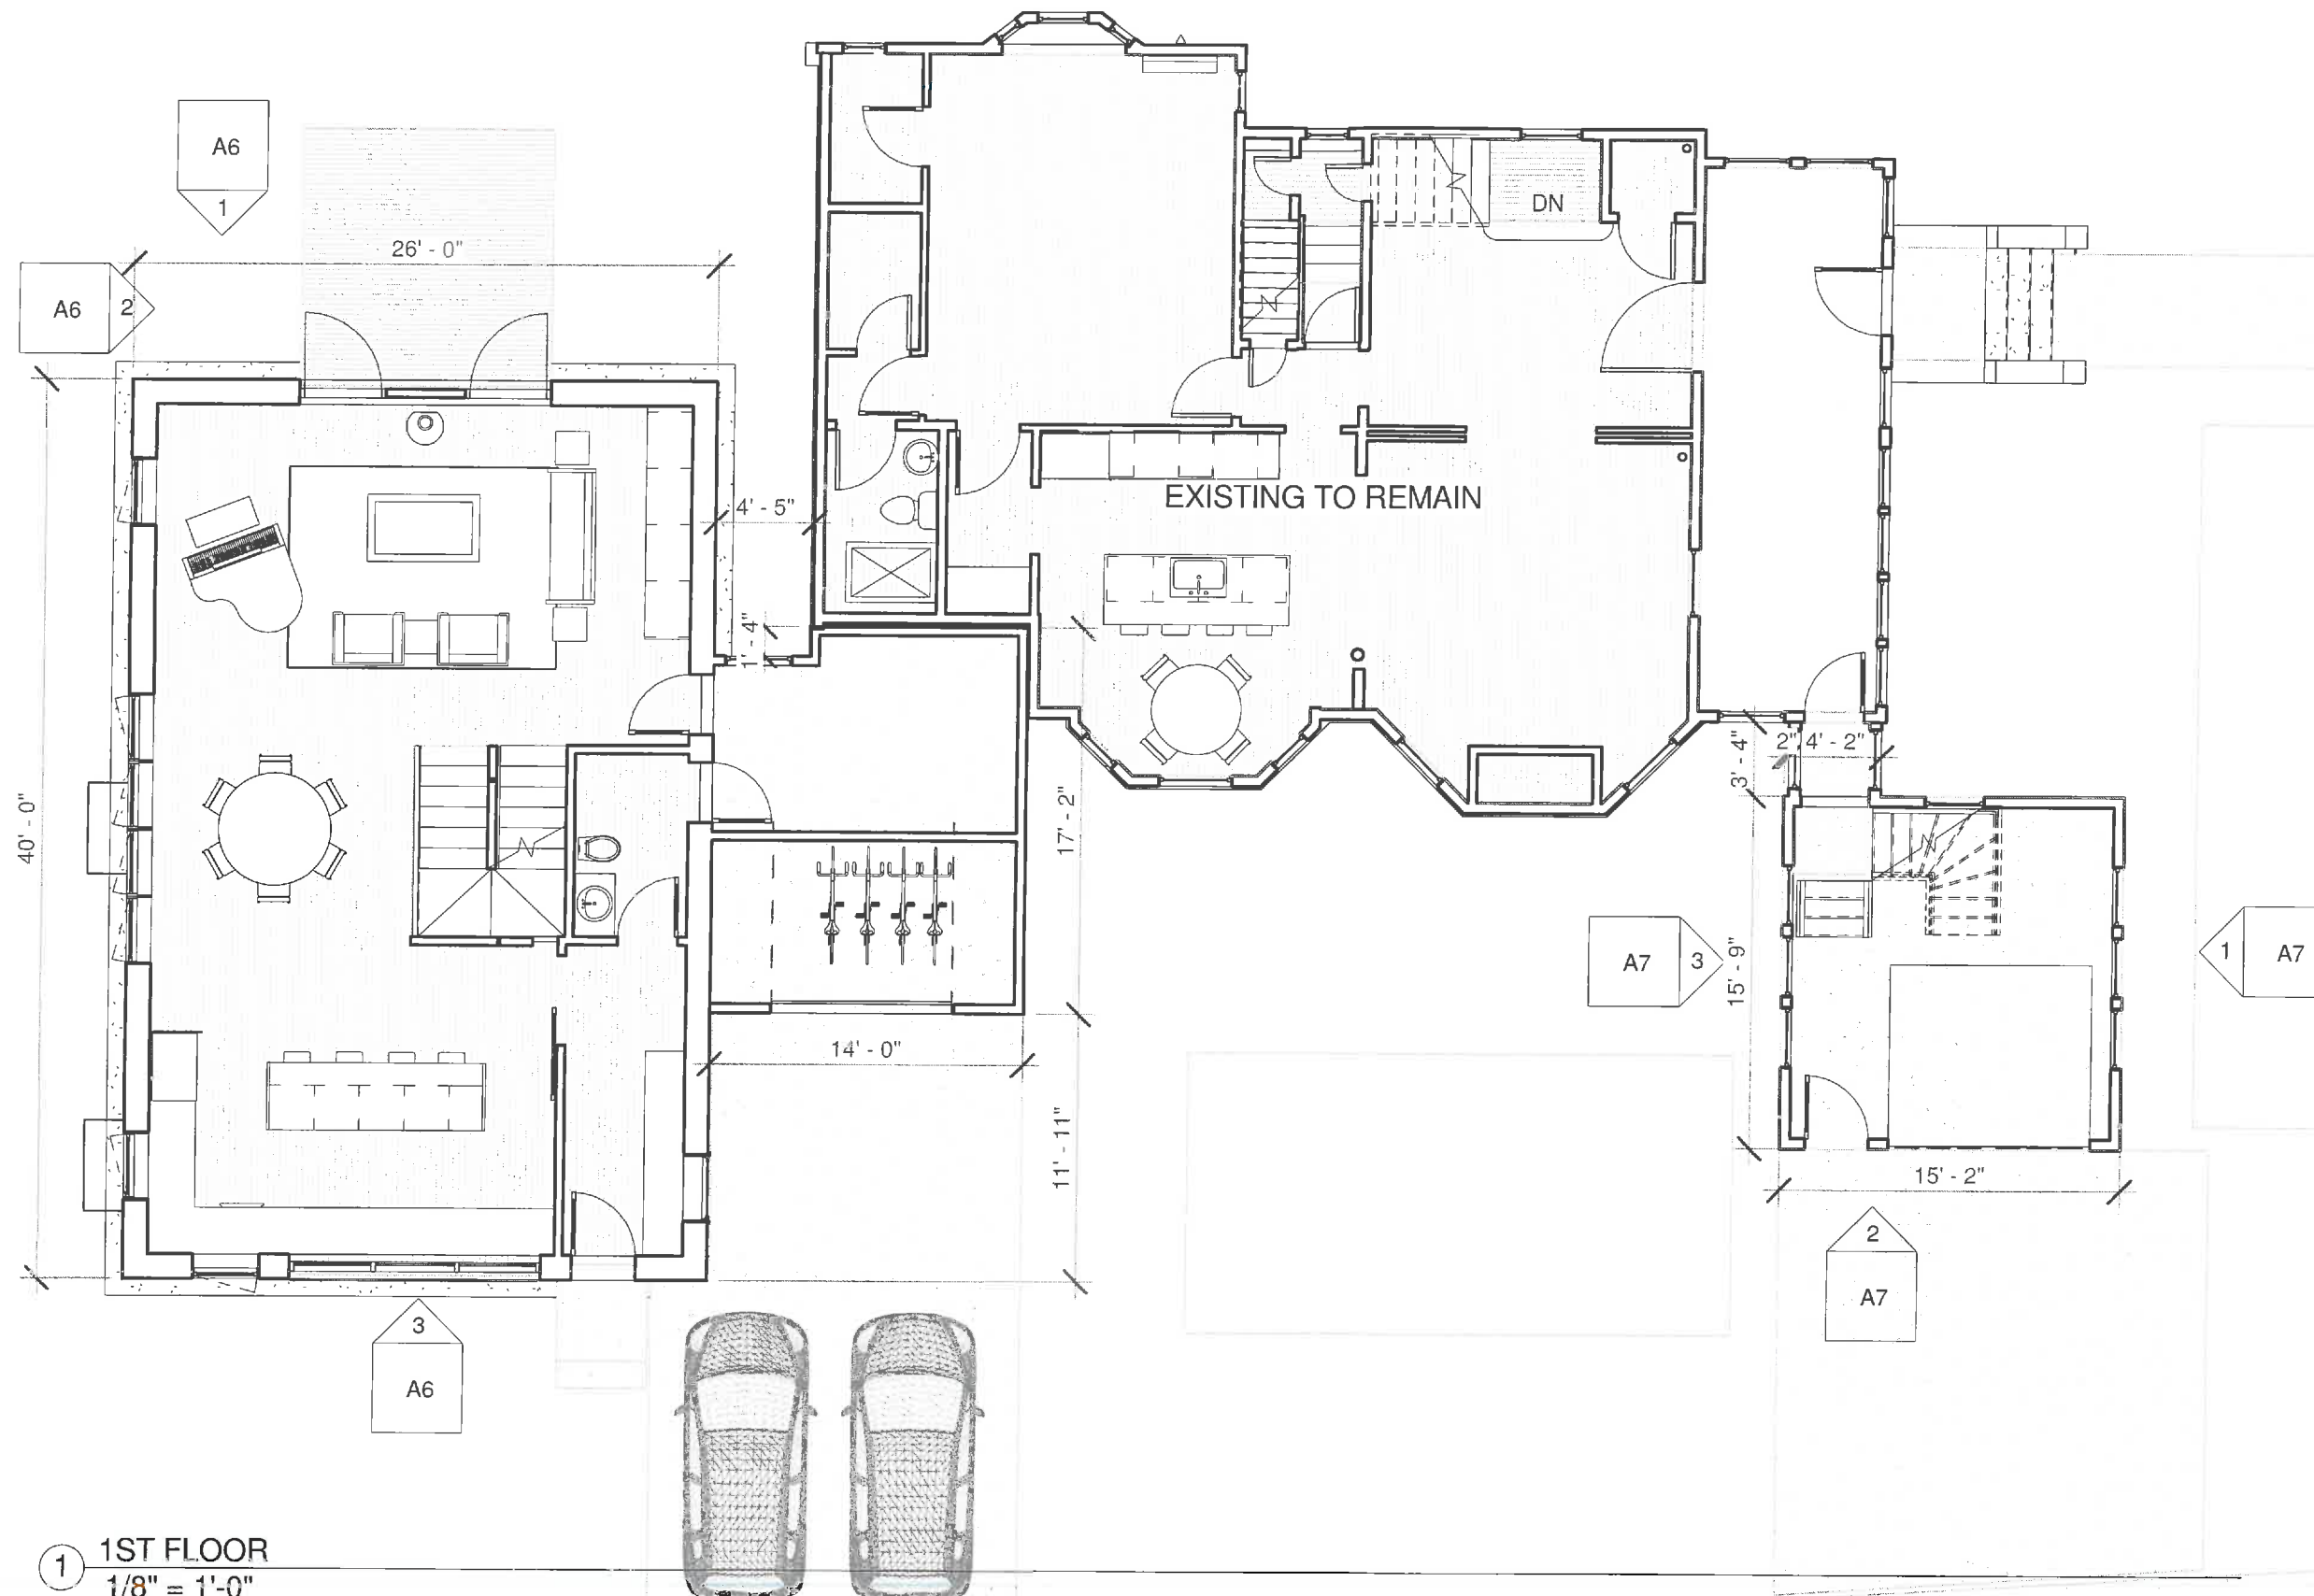 A6
1
26' - 0"
A6
2
DN
4' - 5"
EXISTING TO REMAIN
1' - 4"
3' - 4"
2"
4' - 2"
40' - 0"
17' - 2"
A7
3
15' - 9"
1
A7
14' - 0"
11' - 11"
15' - 2"
2
A7
3
A6
1
1ST FLOOR
1/8" = 1'-0"